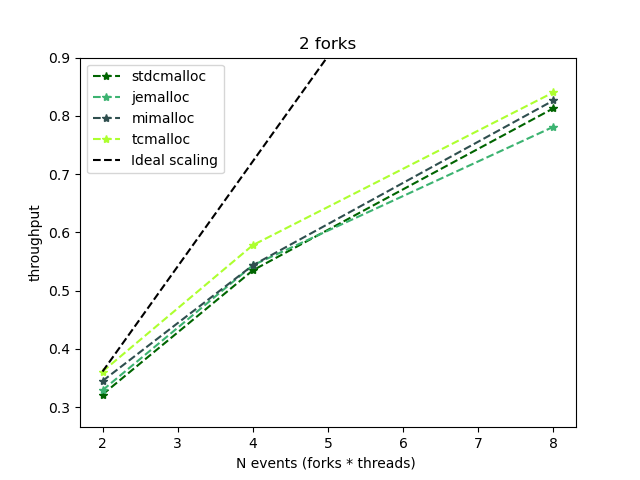 2 forks
0.9
0.8
0.7
0.6
0.5
0.4
0.3
throughput
stdcmalloc
jemalloc
mimalloc
tcmalloc
Ideal scaling
2 3 4 5 6 7 8
N events (forks * threads)